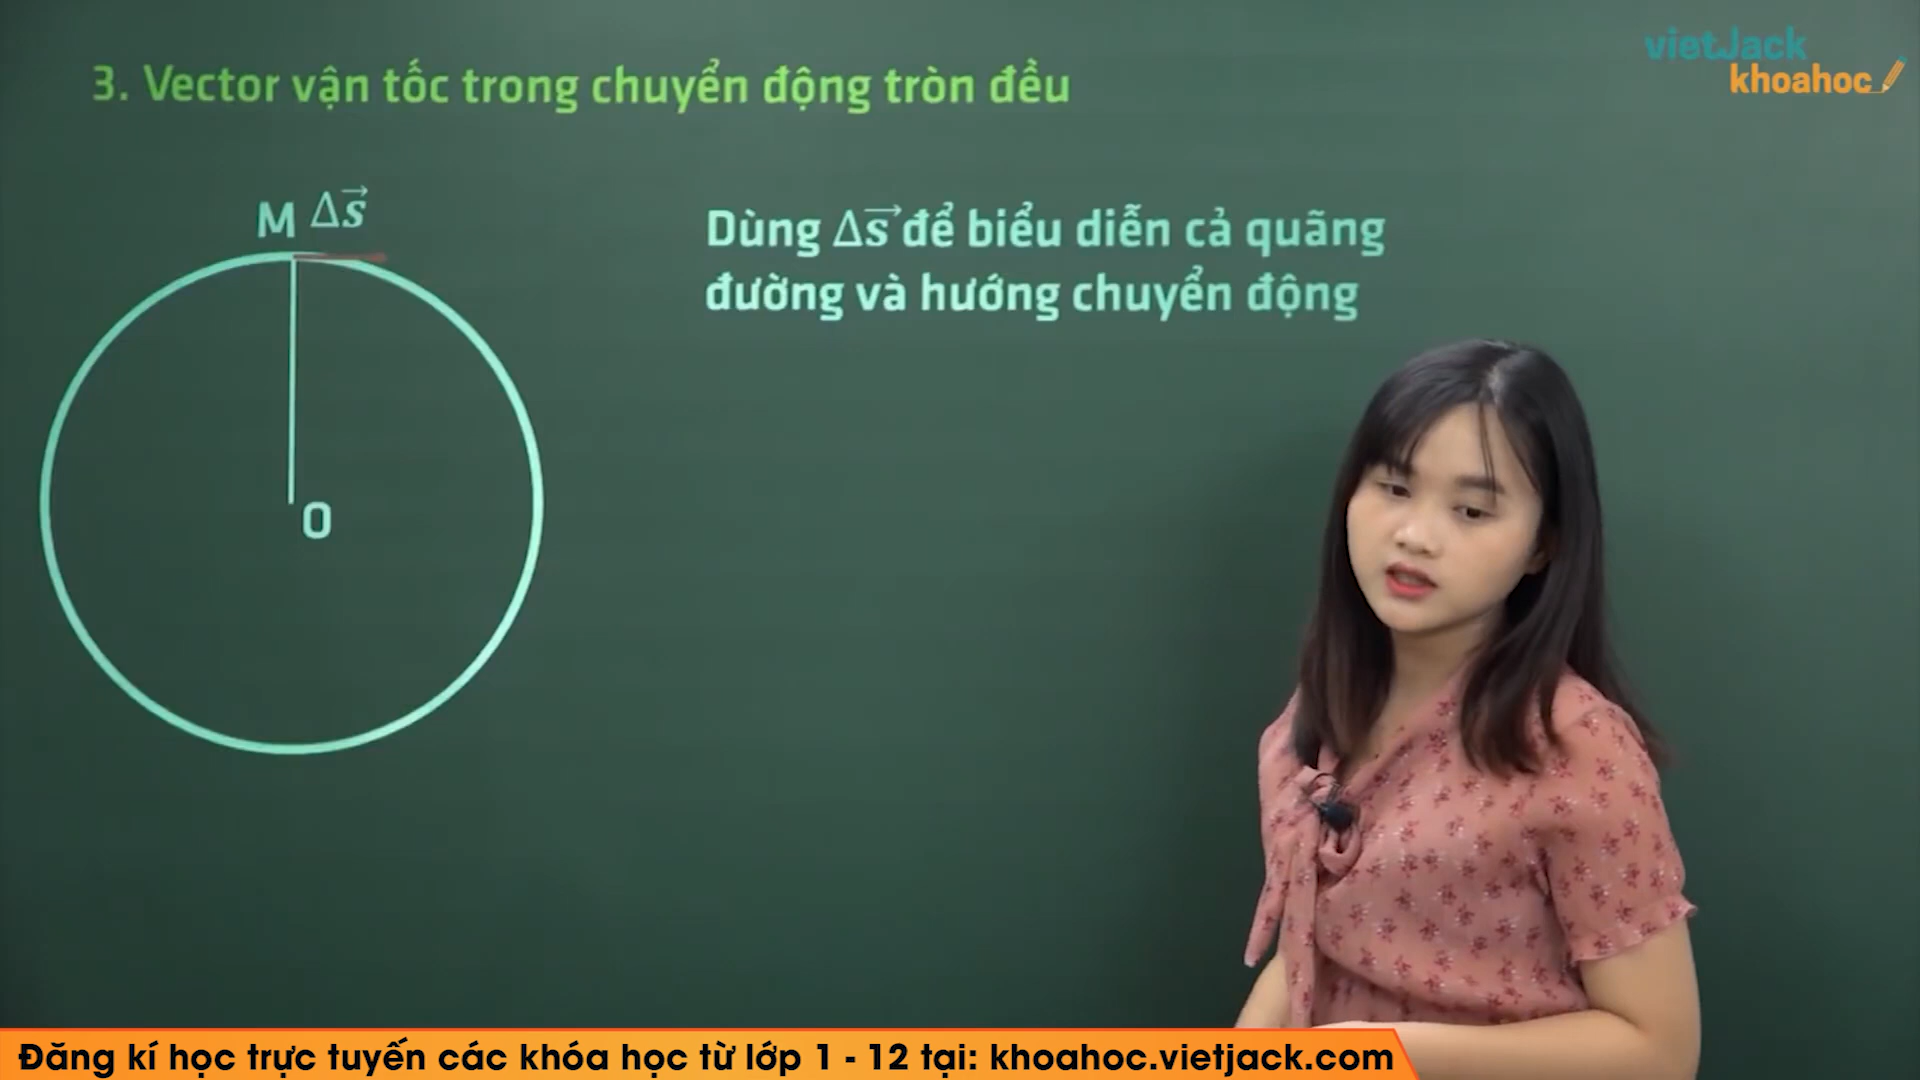 vietJack
khoahoc
3. Vector vận tốc trong chuyển động tròn đều
M Δs⃗
Dùng Δs⃗ để biểu diễn cả quãng
đường và hướng chuyển động
O
Đăng kí học trực tuyến các khóa học từ lớp 1 - 12 tại: khoahoc.vietjack.com